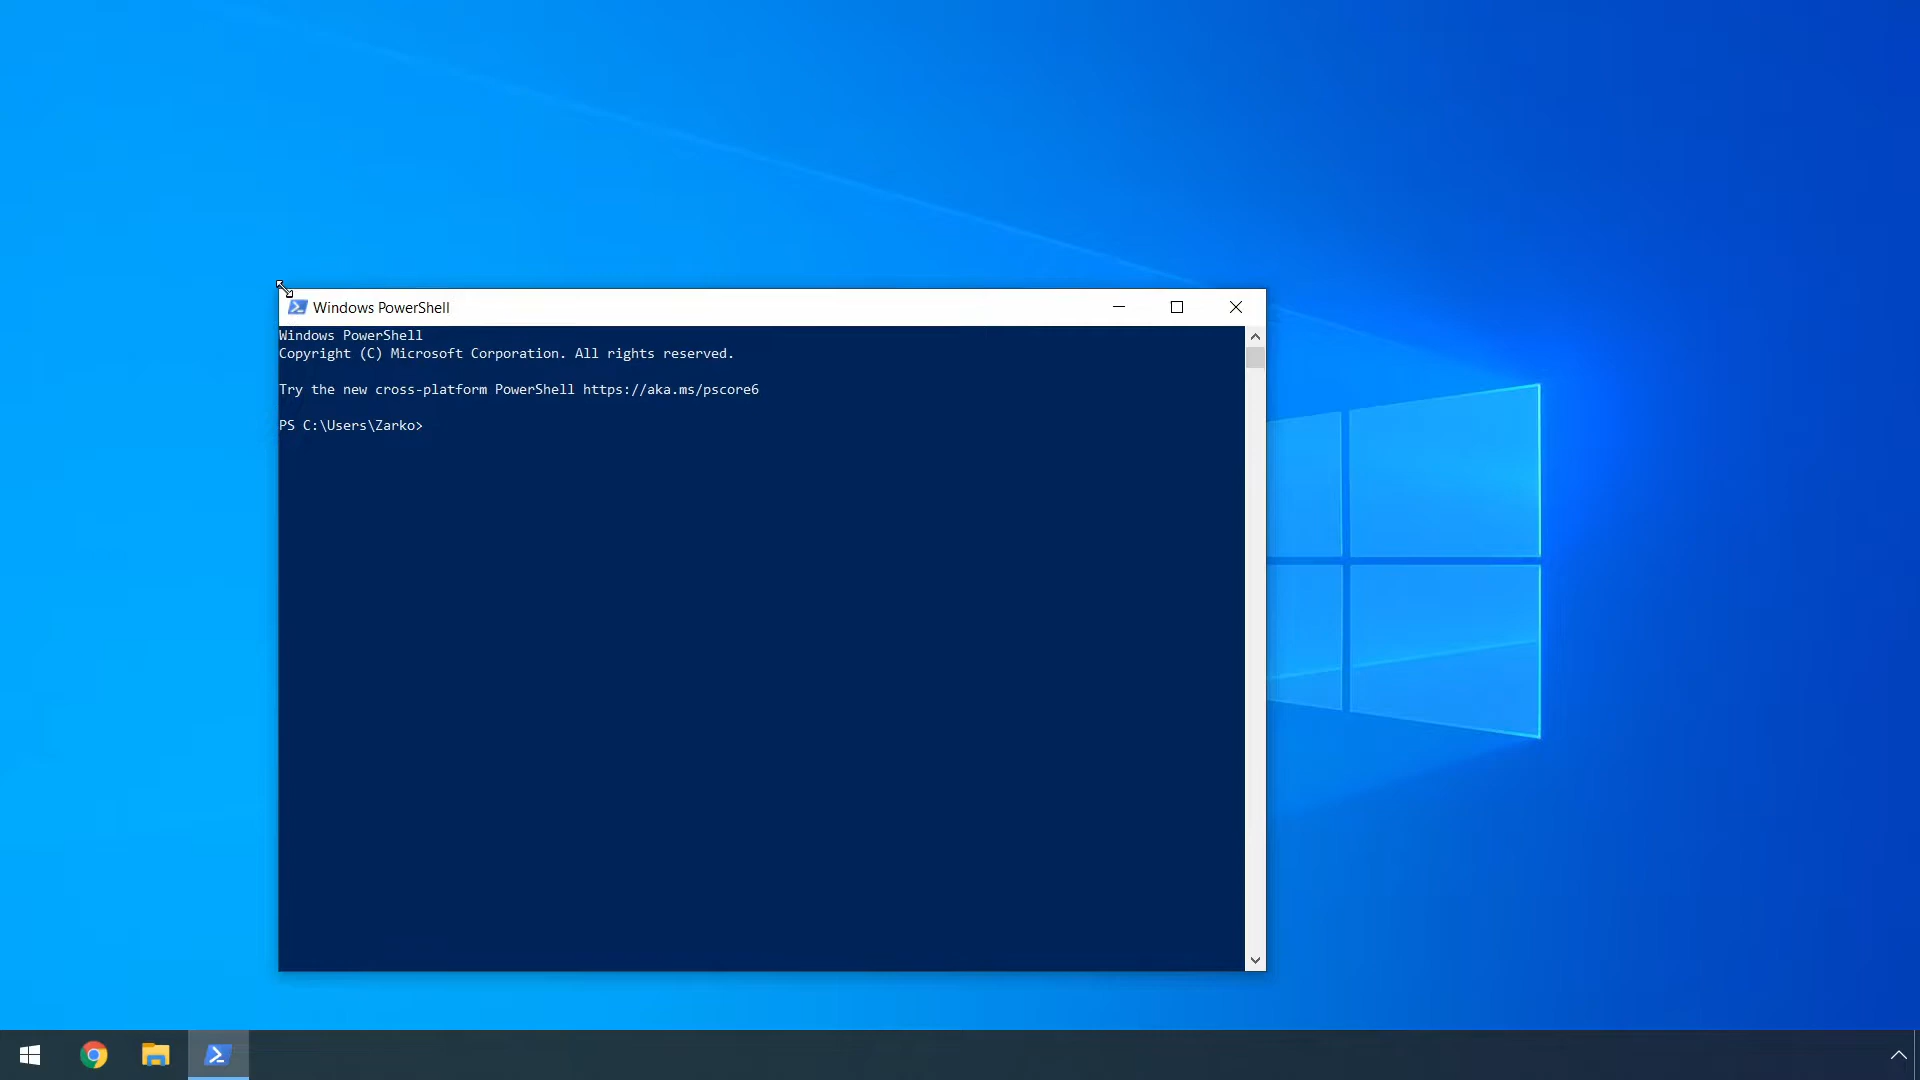 Windows PowerShell
Windows PowerShell
Copyright (C) Microsoft Corporation. All rights reserved.
Try the new cross-platform PowerShell https://aka.ms/pscore6
PS C:\Users\Zarko>